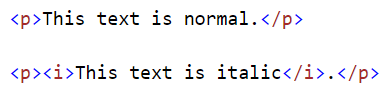 <p>This text is normal.</p>
<p><i>This text is italic</i>.</p>